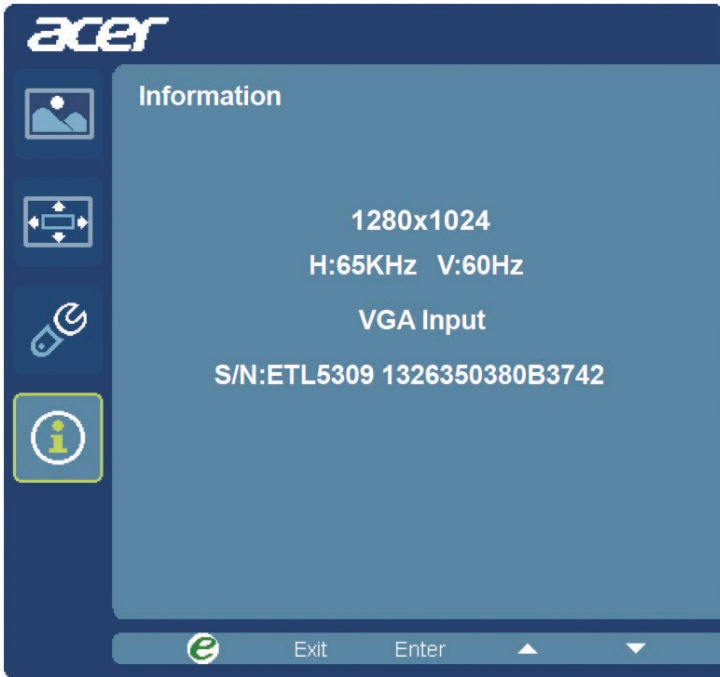 acer
Information
1280x1024
H:65KHz V:60Hz
VGA Input
S/N:ETL5309 1326350380B3742
e Exit Enter